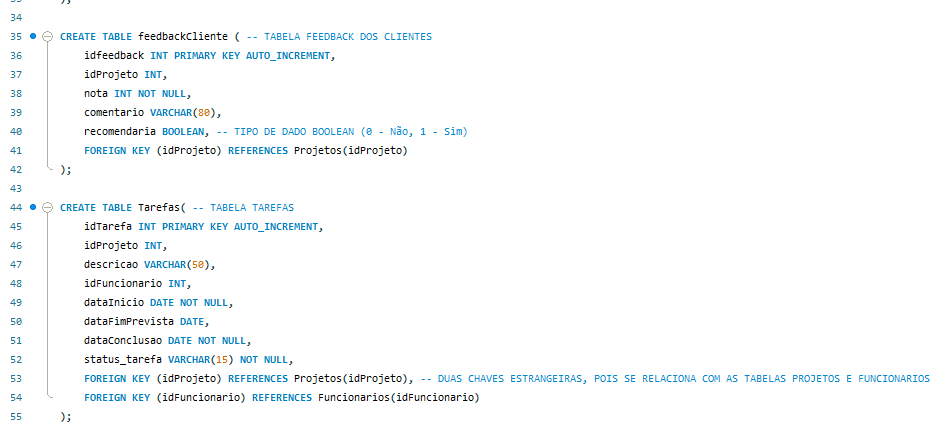 34
35 CREATE TABLE feedbackCliente ( -- TABELA FEEDBACK DOS CLIENTES
36 idfeedback INT PRIMARY KEY AUTO_INCREMENT,
37 idProjeto INT,
38 nota INT NOT NULL,
39 comentario VARCHAR(80),
40 recomendaria BOOLEAN, -- TIPO DE DADO BOOLEAN (0 - Não, 1 - Sim)
41 FOREIGN KEY (idProjeto) REFERENCES Projetos(idProjeto)
42 );
43
44 CREATE TABLE Tarefas( -- TABELA TAREFAS
45 idTarefa INT PRIMARY KEY AUTO_INCREMENT,
46 idProjeto INT,
47 descricao VARCHAR(50),
48 idFuncionario INT,
49 dataInicio DATE NOT NULL,
50 dataFimPrevista DATE,
51 dataConclusao DATE NOT NULL,
52 status_tarefa VARCHAR(15) NOT NULL,
53 FOREIGN KEY (idProjeto) REFERENCES Projetos(idProjeto), -- DUAS CHAVES ESTRANGEIRAS, POIS SE RELACIONA COM AS TABELAS PROJETOS E FUNCIONARIOS
54 FOREIGN KEY (idFuncionario) REFERENCES Funcionarios(idFuncionario)
55 );